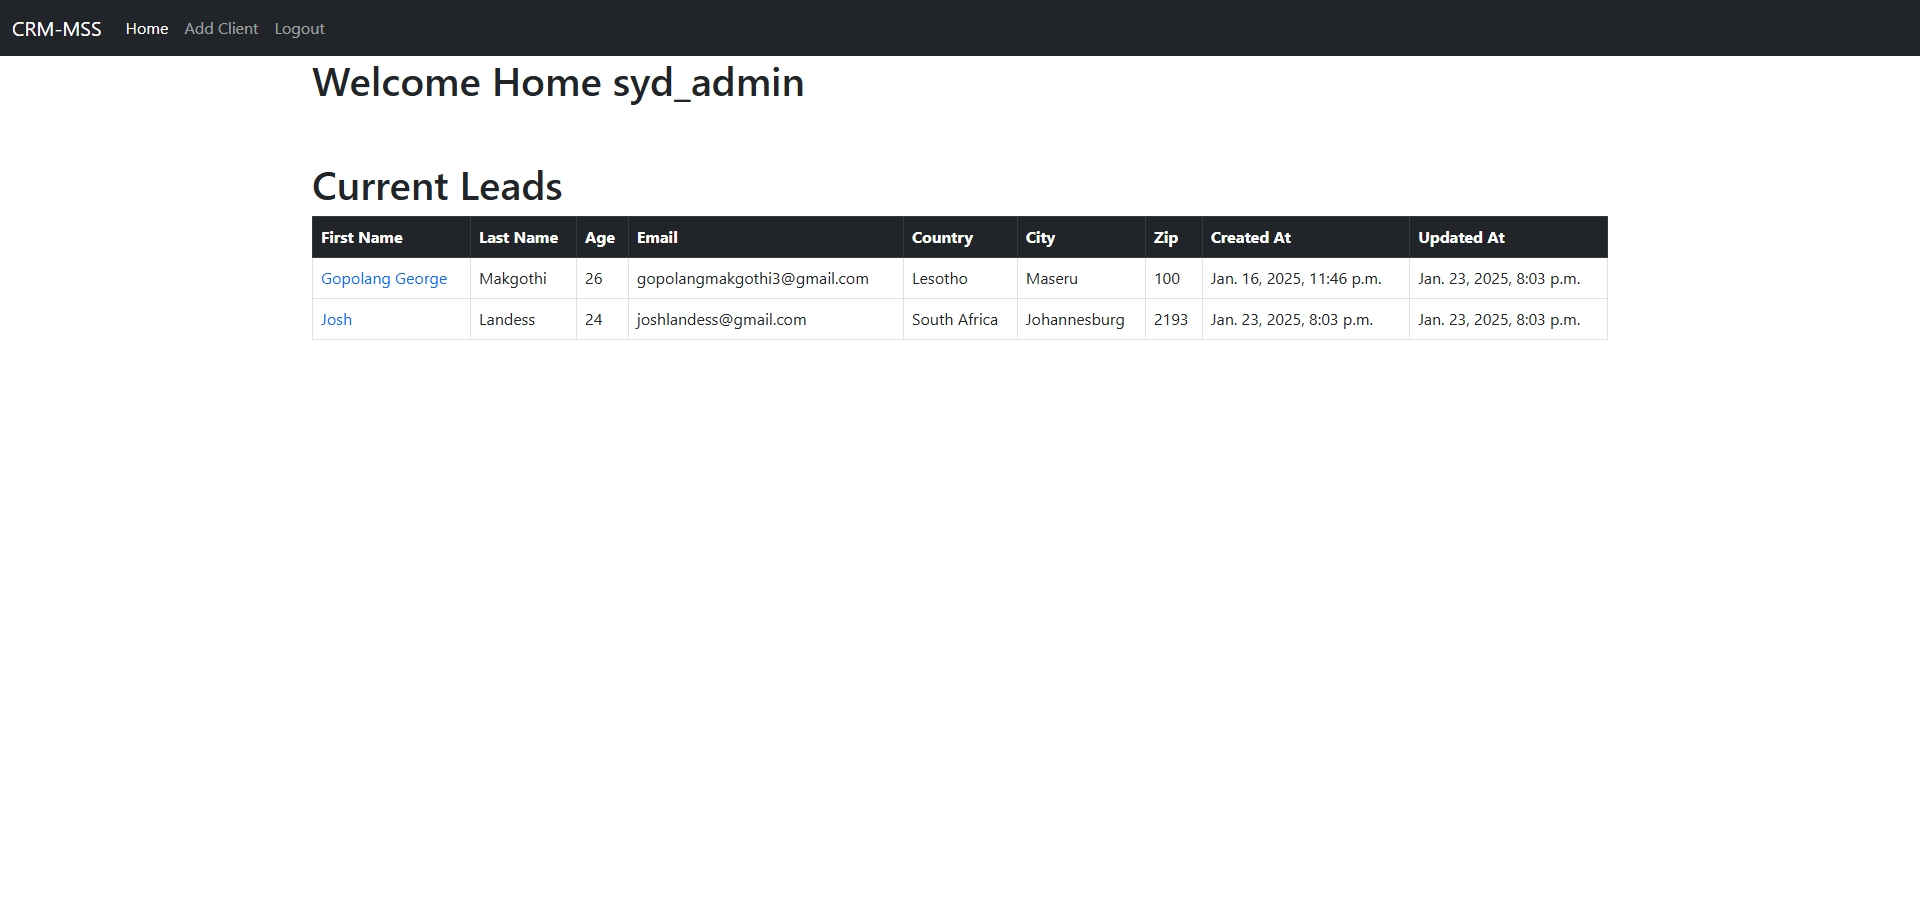 CRM-MSS Home Add Client Logout
Welcome Home syd_admin
Current Leads
First Name Last Name Age Email Country City Zip Created At Updated At
Gopolang George Makgothi 26 gopolangmakgothi3@gmail.com Lesotho Maseru 100 Jan. 16, 2025, 11:46 p.m. Jan. 23, 2025, 8:03 p.m.
Josh Landess 24 joshlandess@gmail.com South Africa Johannesburg 2193 Jan. 23, 2025, 8:03 p.m. Jan. 23, 2025, 8:03 p.m.